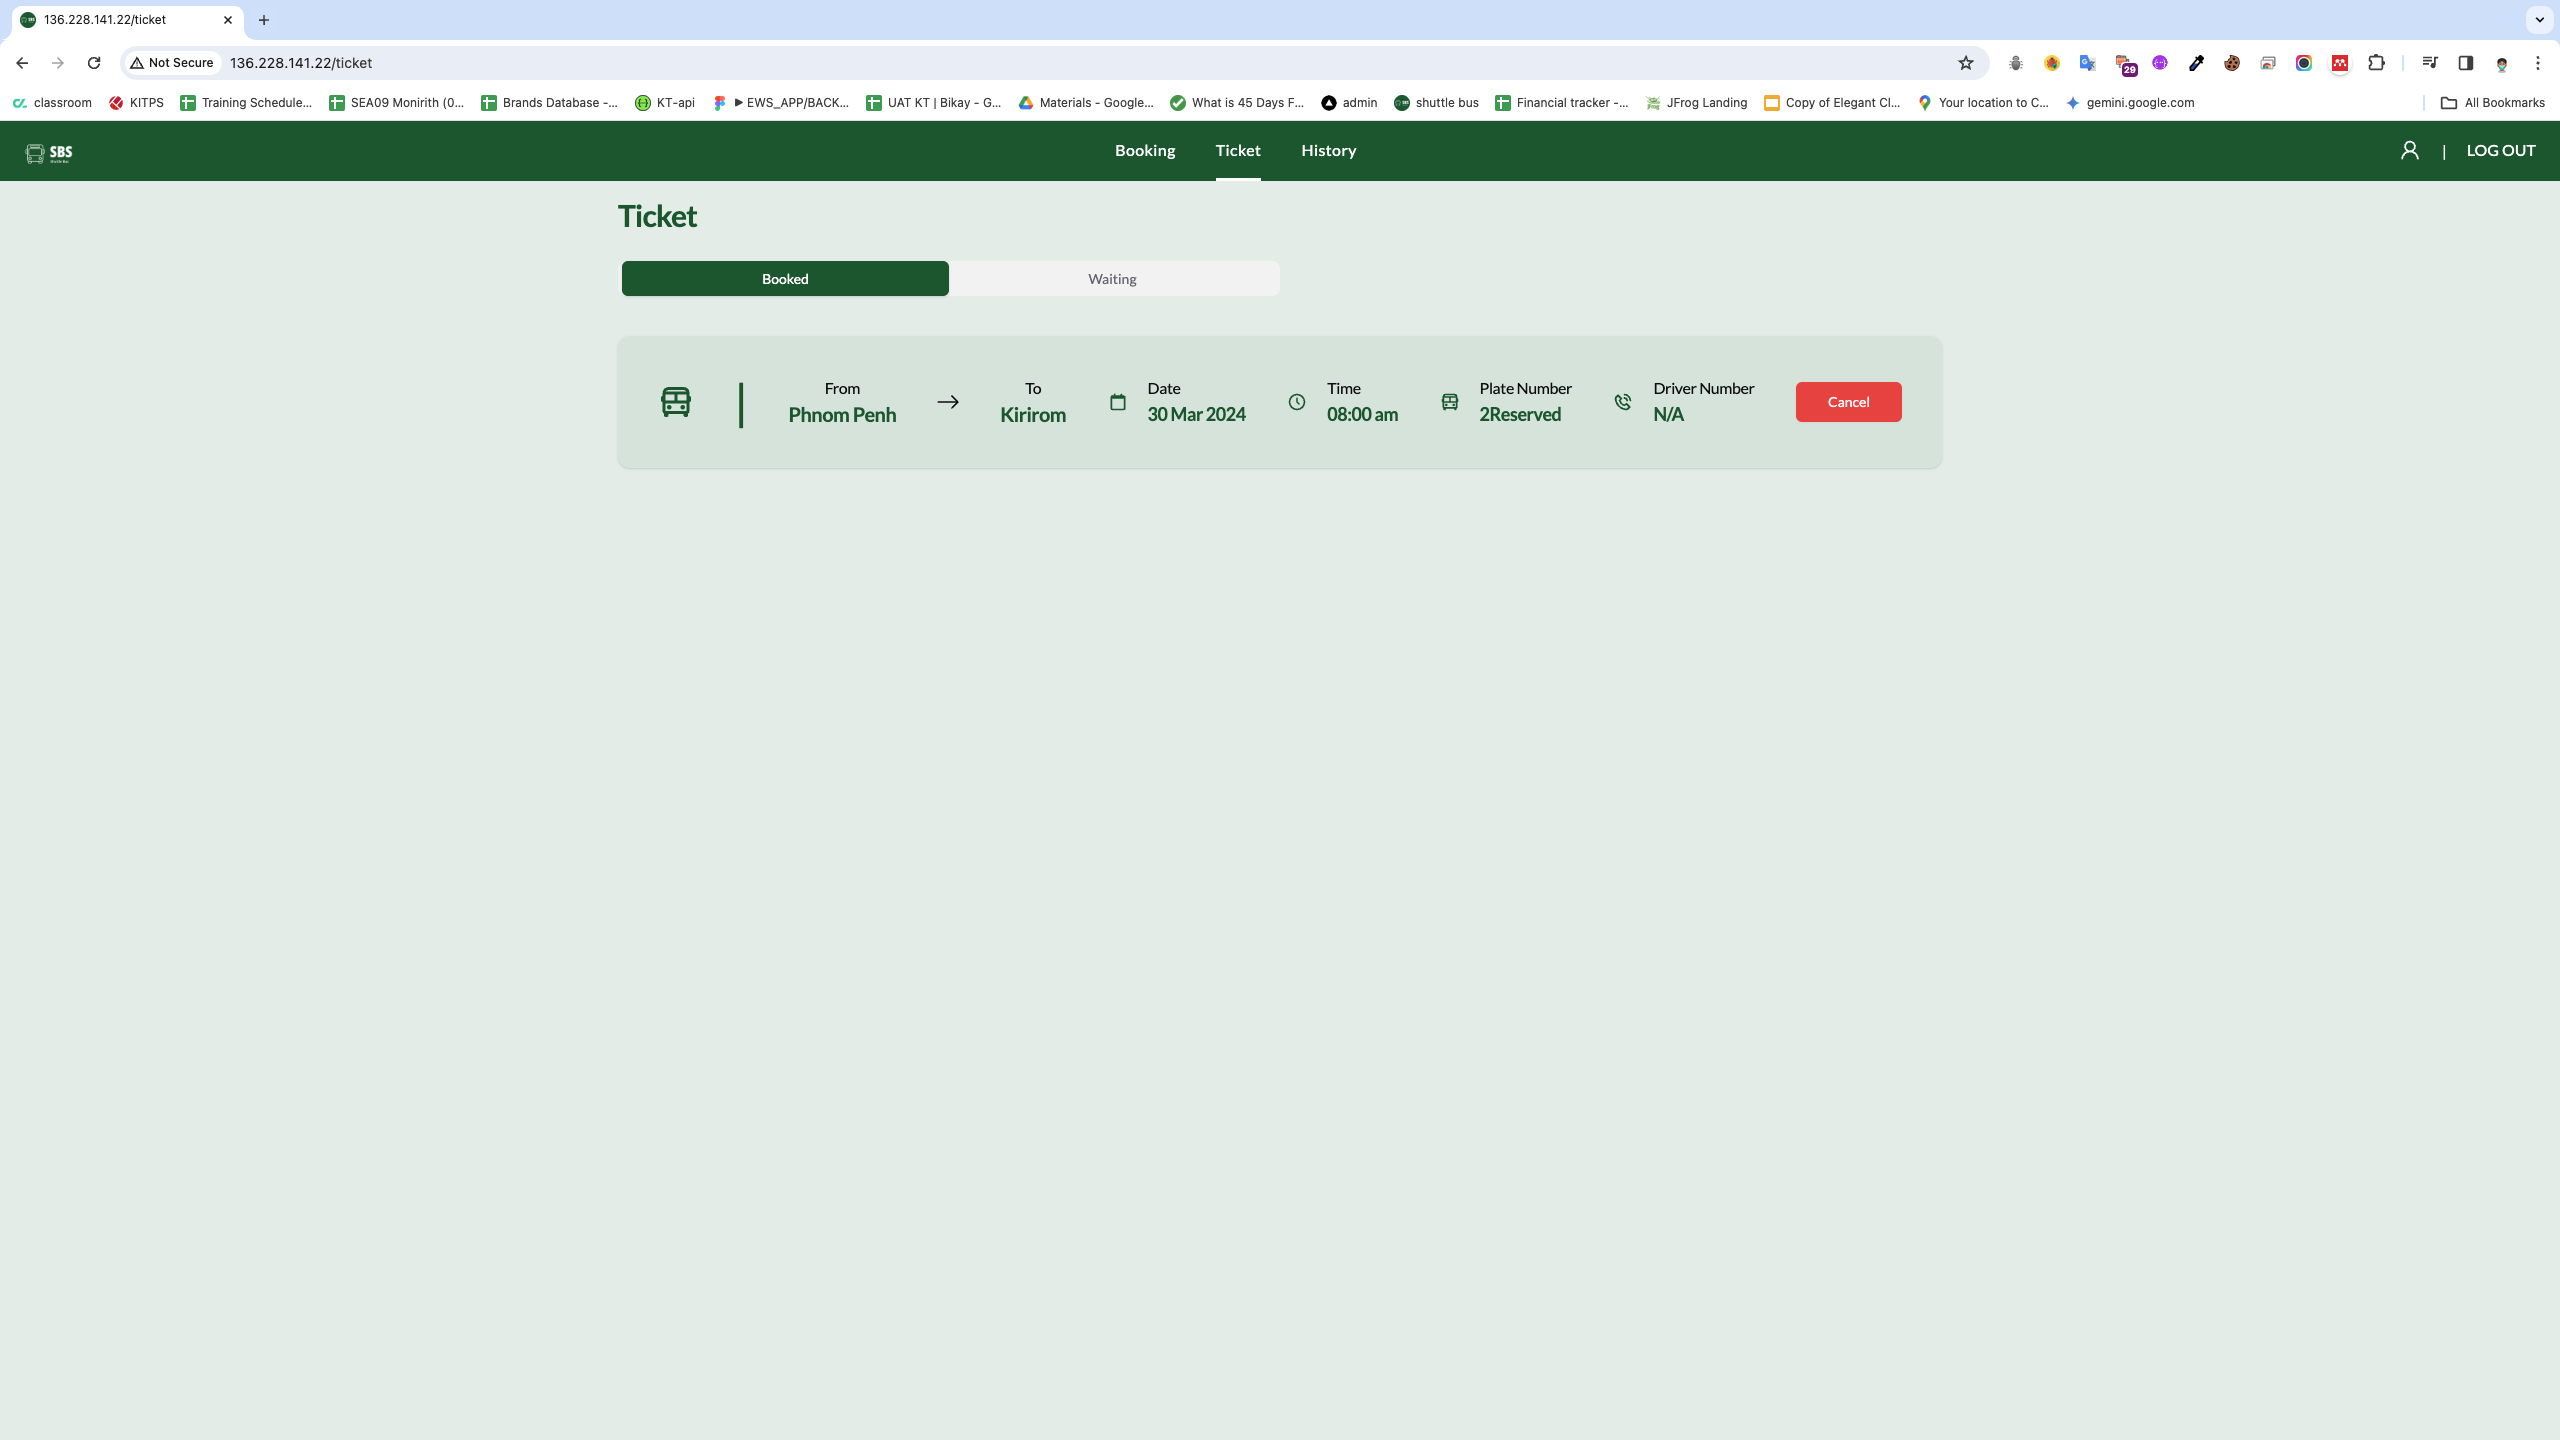 136.228.141.22/ticket
Not Secure 136.228.141.22/ticket
29
classroom KITPS Training Schedule... SEA09 Monirith (0... Brands Database -... KT-api ▶ EWS_APP/BACK... UAT KT | Bikay - G... Materials - Google... What is 45 Days F... admin shuttle bus Financial tracker -... JFrog Landing Copy of Elegant Cl... Your location to C... gemini.google.com All Bookmarks
SBS Booking Ticket History | LOG OUT
Ticket
Booked Waiting
From To Date Time Plate Number Driver Number
Phnom Penh Kirirom 30 Mar 2024 08:00 am 2Reserved N/A
Cancel